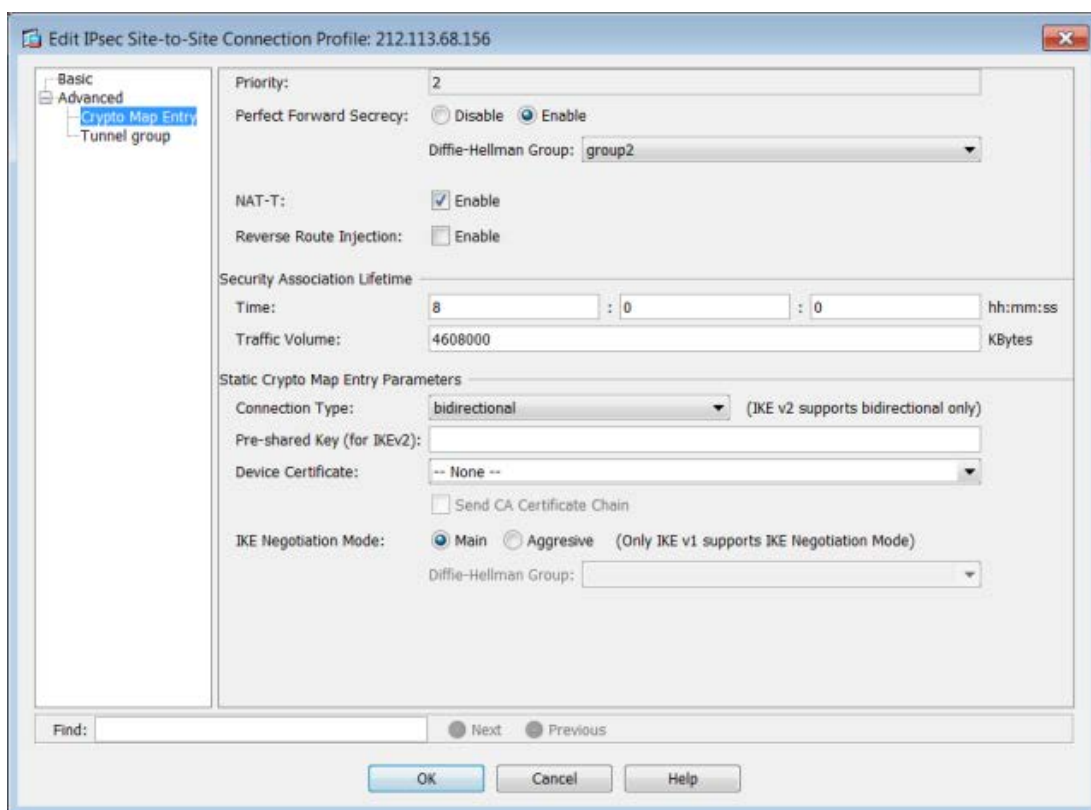 Edit IPsec Site-to-Site Connection Profile: 212.113.68.156
Basic
Advanced
Crypto Map Entry
Tunnel group
Priority: 2
Perfect Forward Secrecy: Disable Enable
Diffie-Hellman Group: group2
NAT-T: Enable
Reverse Route Injection: Enable
Security Association Lifetime
Time: 8 : 0 : 0 hh:mm:ss
Traffic Volume: 4608000 KBytes
Static Crypto Map Entry Parameters
Connection Type: bidirectional (IKE v2 supports bidirectional only)
Pre-shared Key (for IKEv2):
Device Certificate: -- None --
Send CA Certificate Chain
IKE Negotiation Mode: Main Aggresive (Only IKE v1 supports IKE Negotiation Mode)
Diffie-Hellman Group:
Find: Next Previous
OK Cancel Help